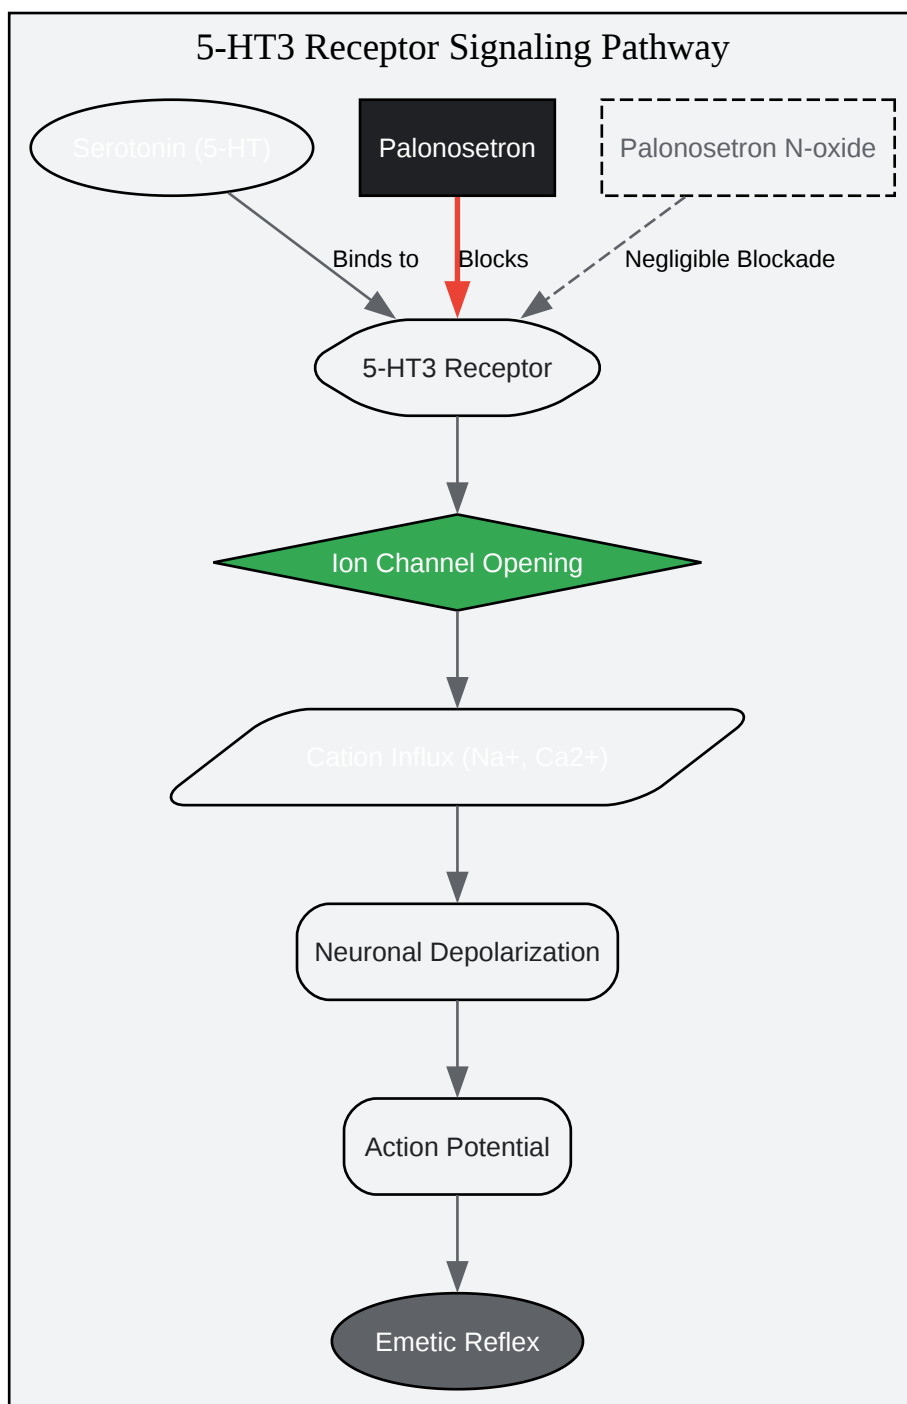 5-HT3 Receptor Signaling Pathway
Serotonin (5-HT)
Palonosetron
Palonosetron N-oxide
Binds to
Blocks
Negligible Blockade
5-HT3 Receptor
Ion Channel Opening
Cation Influx (Na+, Ca2+)
Neuronal Depolarization
Action Potential
Emetic Reflex